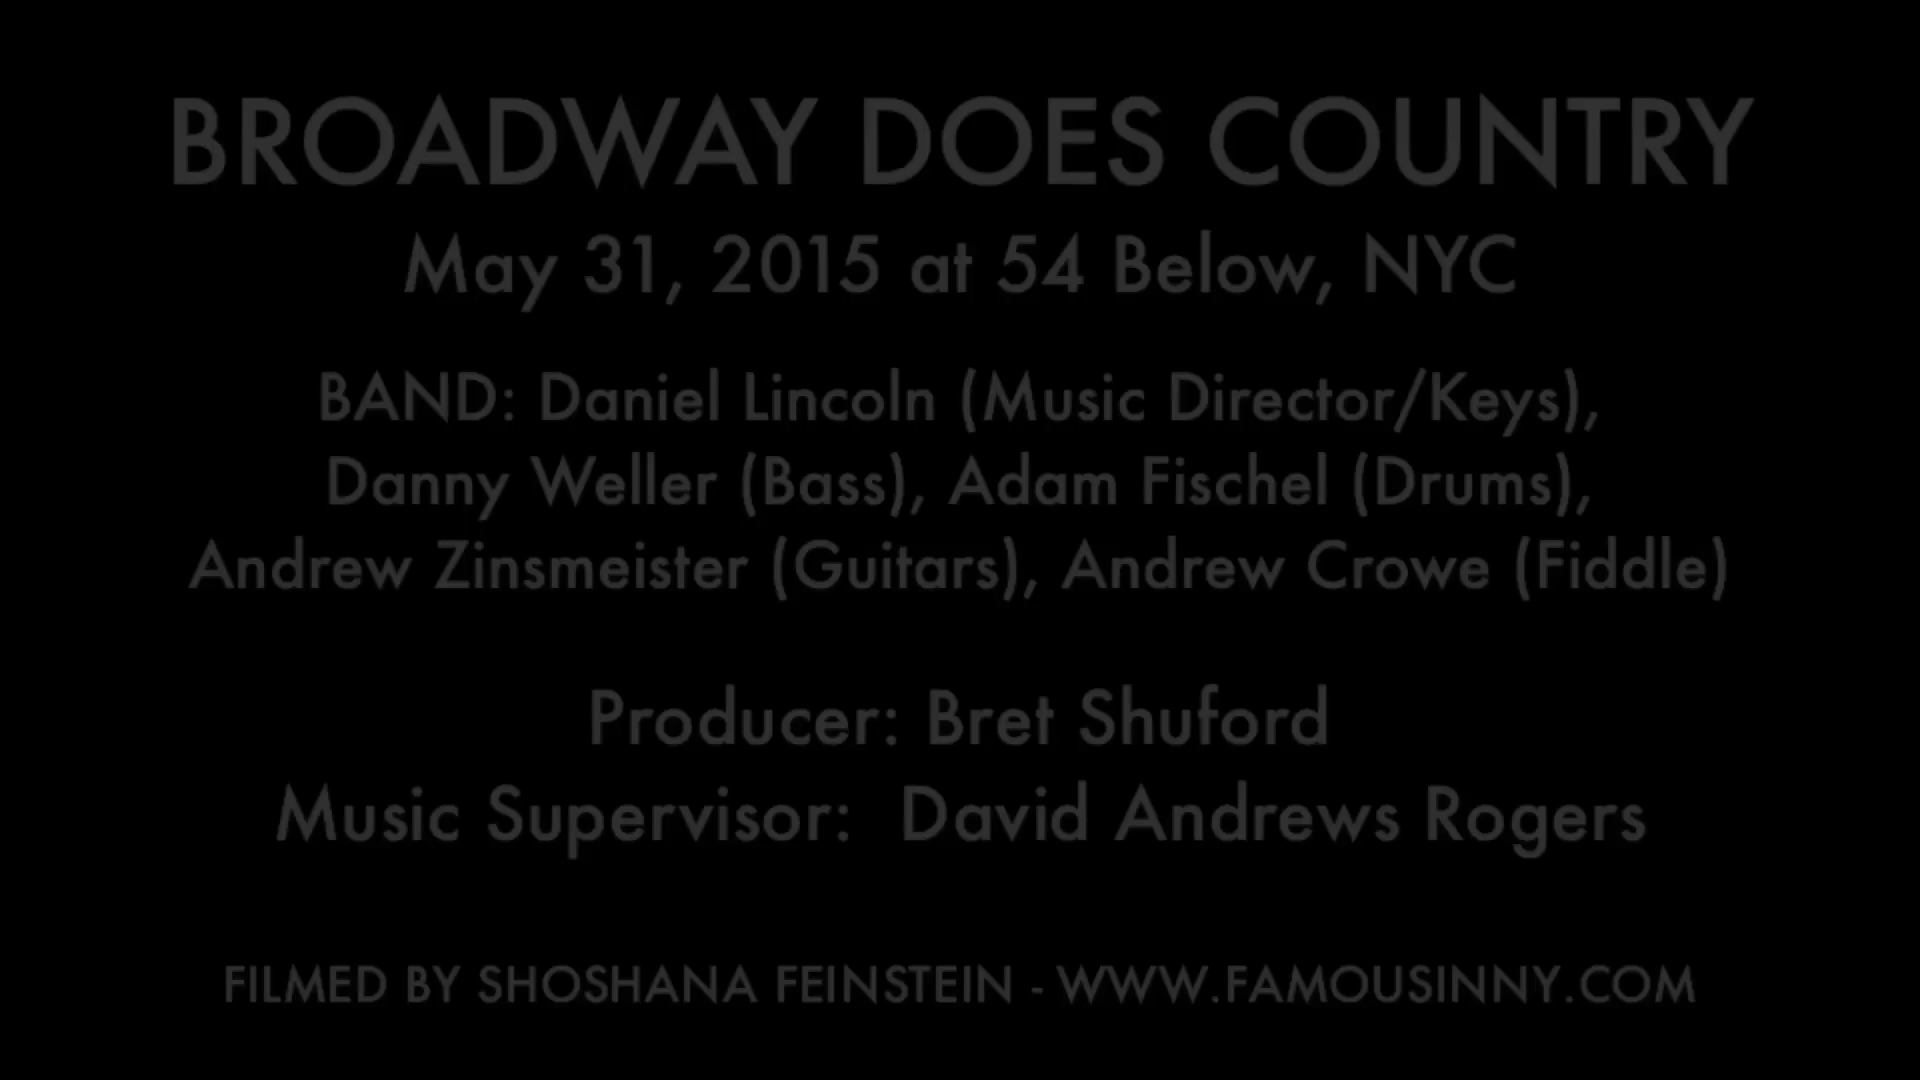 BROADWAY DOES COUNTRY
May 31, 2015 at 54 Below, NYC
BAND: Daniel Lincoln (Music Director/Keys),
Danny Weller (Bass), Adam Fischel (Drums),
Andrew Zinsmeister (Guitars), Andrew Crowe (Fiddle)
Producer: Bret Shuford
Music Supervisor: David Andrews Rogers
FILMED BY SHOSHANA FEINSTEIN - WWW.FAMOUSINNY.COM